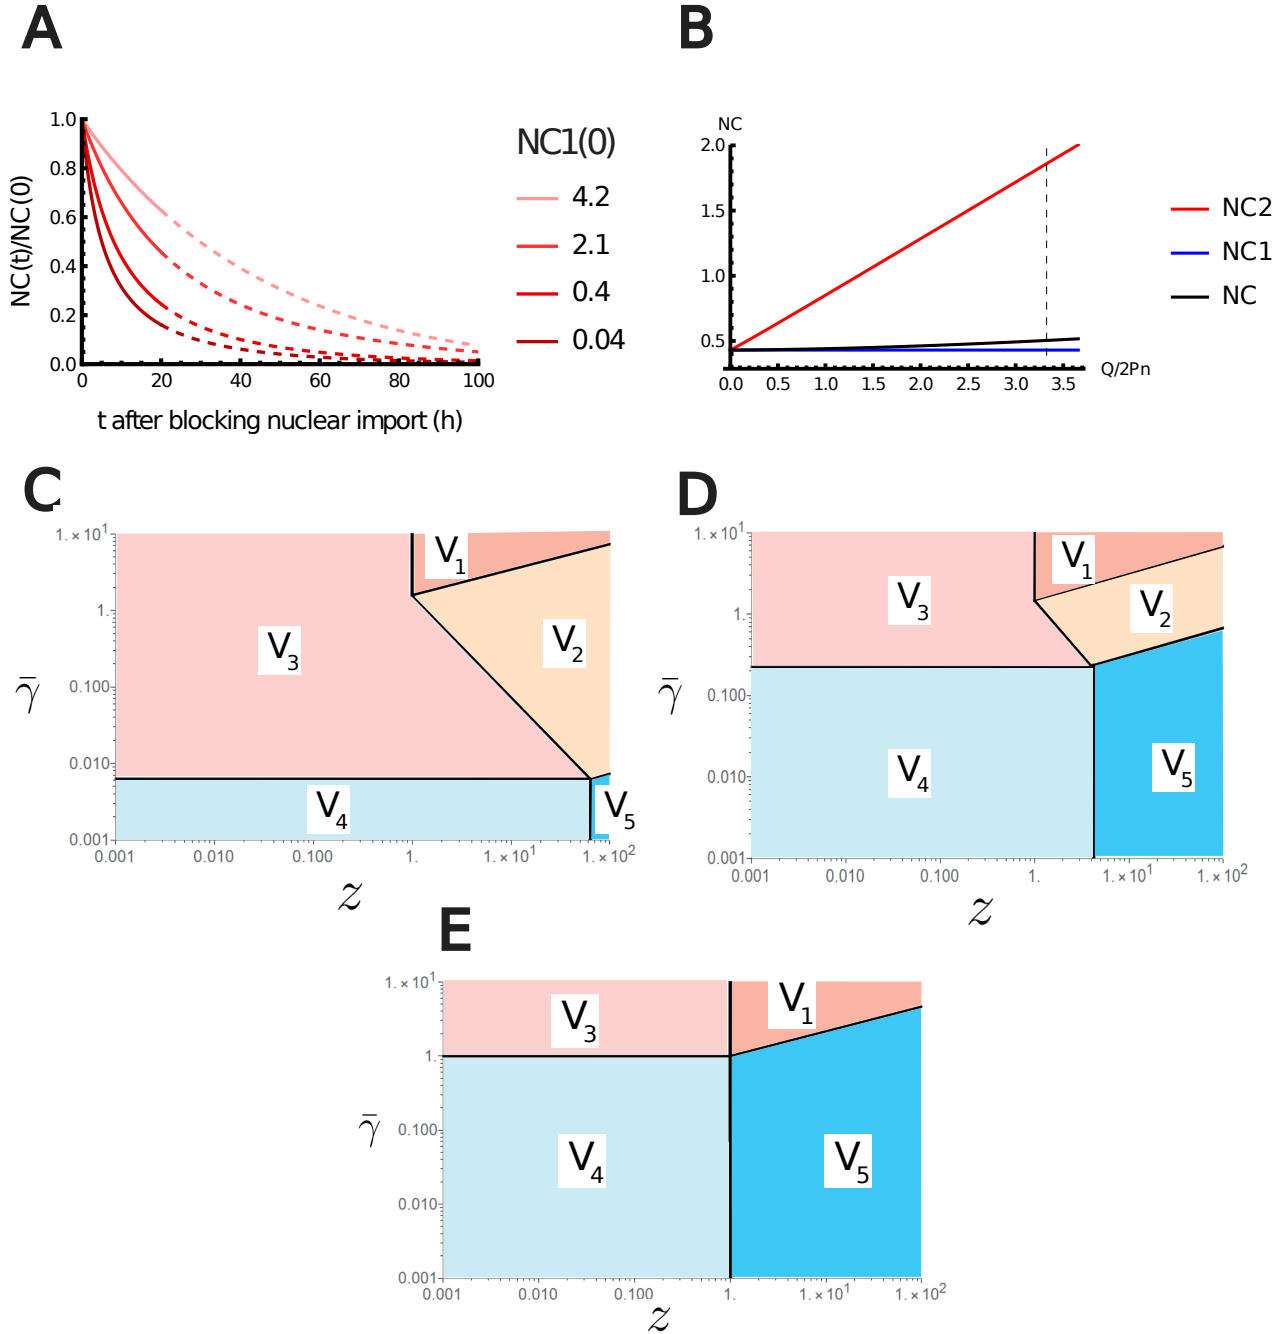 A
B
NC(t)/NC(0)
1.0
0.8
0.6
0.4
0.2
0.0
0
20
40
60
80
100
t after blocking nuclear import (h)
NC1(0)
4.2
2.1
0.4
0.04
NC
2.0
1.5
1.0
0.5
0.0
0.5
1.0
1.5
2.0
2.5
3.0
3.5
Q/2Pn
NC2
NC1
NC
C
D
1.×10¹
1.
0.100
0.010
0.001
γ̄
V₁
V₂
V₃
V₄
V₅
0.001
0.010
0.100
1.
1.×10¹
1.×10²
z
1.×10¹
1.
0.100
0.010
0.001
γ̄
V₁
V₂
V₃
V₄
V₅
0.001
0.010
0.100
1.
1.×10¹
1.×10²
z
E
1.×10¹
1.
0.100
0.010
0.001
γ̄
V₃
V₁
V₄
V₅
0.001
0.010
0.100
1.
1.×10¹
1.×10²
z